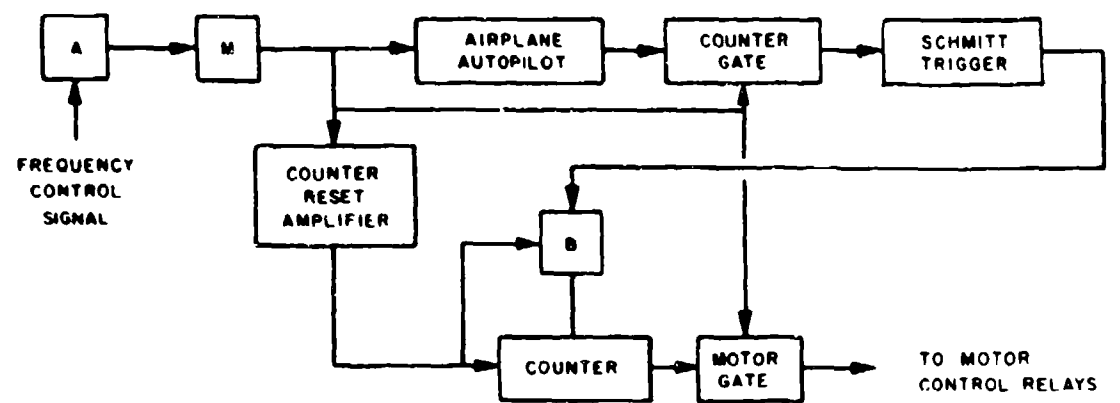 A
M
AIRPLANE
AUTOPILOT
COUNTER
GATE
SCHMITT
TRIGGER
FREQUENCY
CONTROL
SIGNAL
COUNTER
RESET
AMPLIFIER
B
COUNTER
MOTOR
GATE
TO MOTOR
CONTROL RELAYS